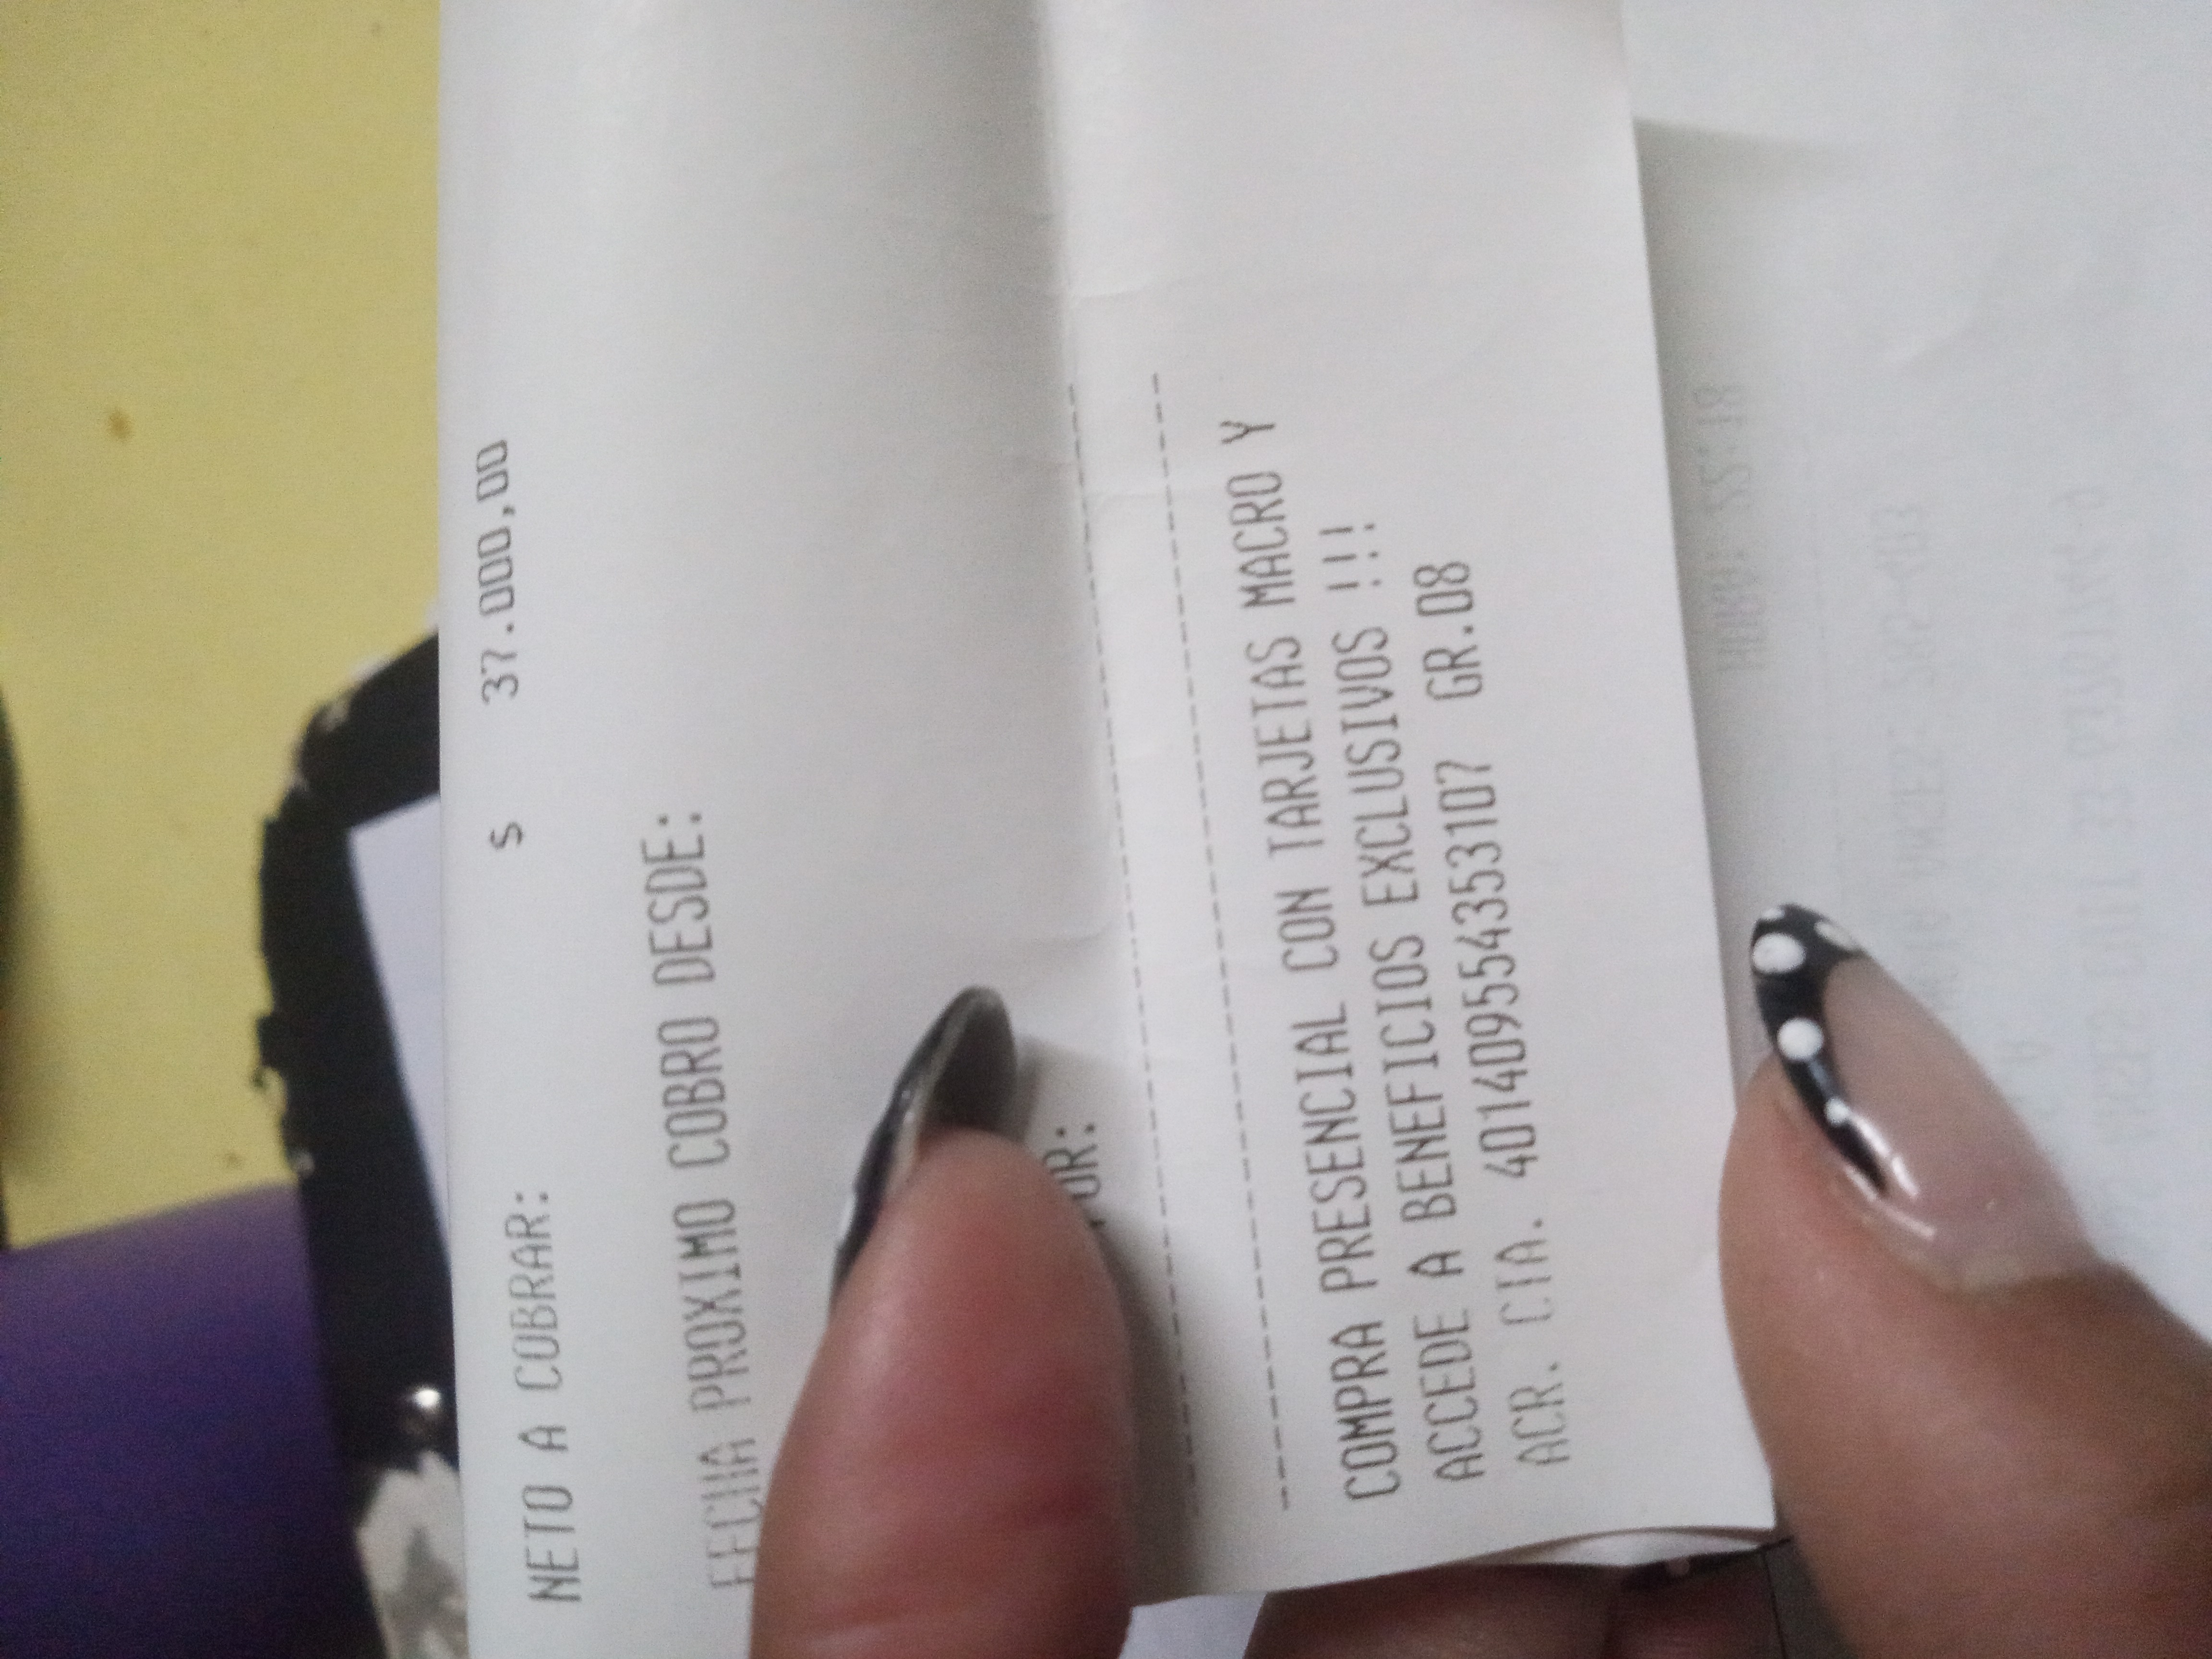 NETO A COBRAR: $ 37.000,00
FECHA PROXIMO COBRO DESDE:
COMPRA PRESENCIAL CON TARJETAS MACRO Y
ACCEDE A BENEFICIOS EXCLUSIVOS !!!
ACR. CIA. 4014095543353107 GR.08